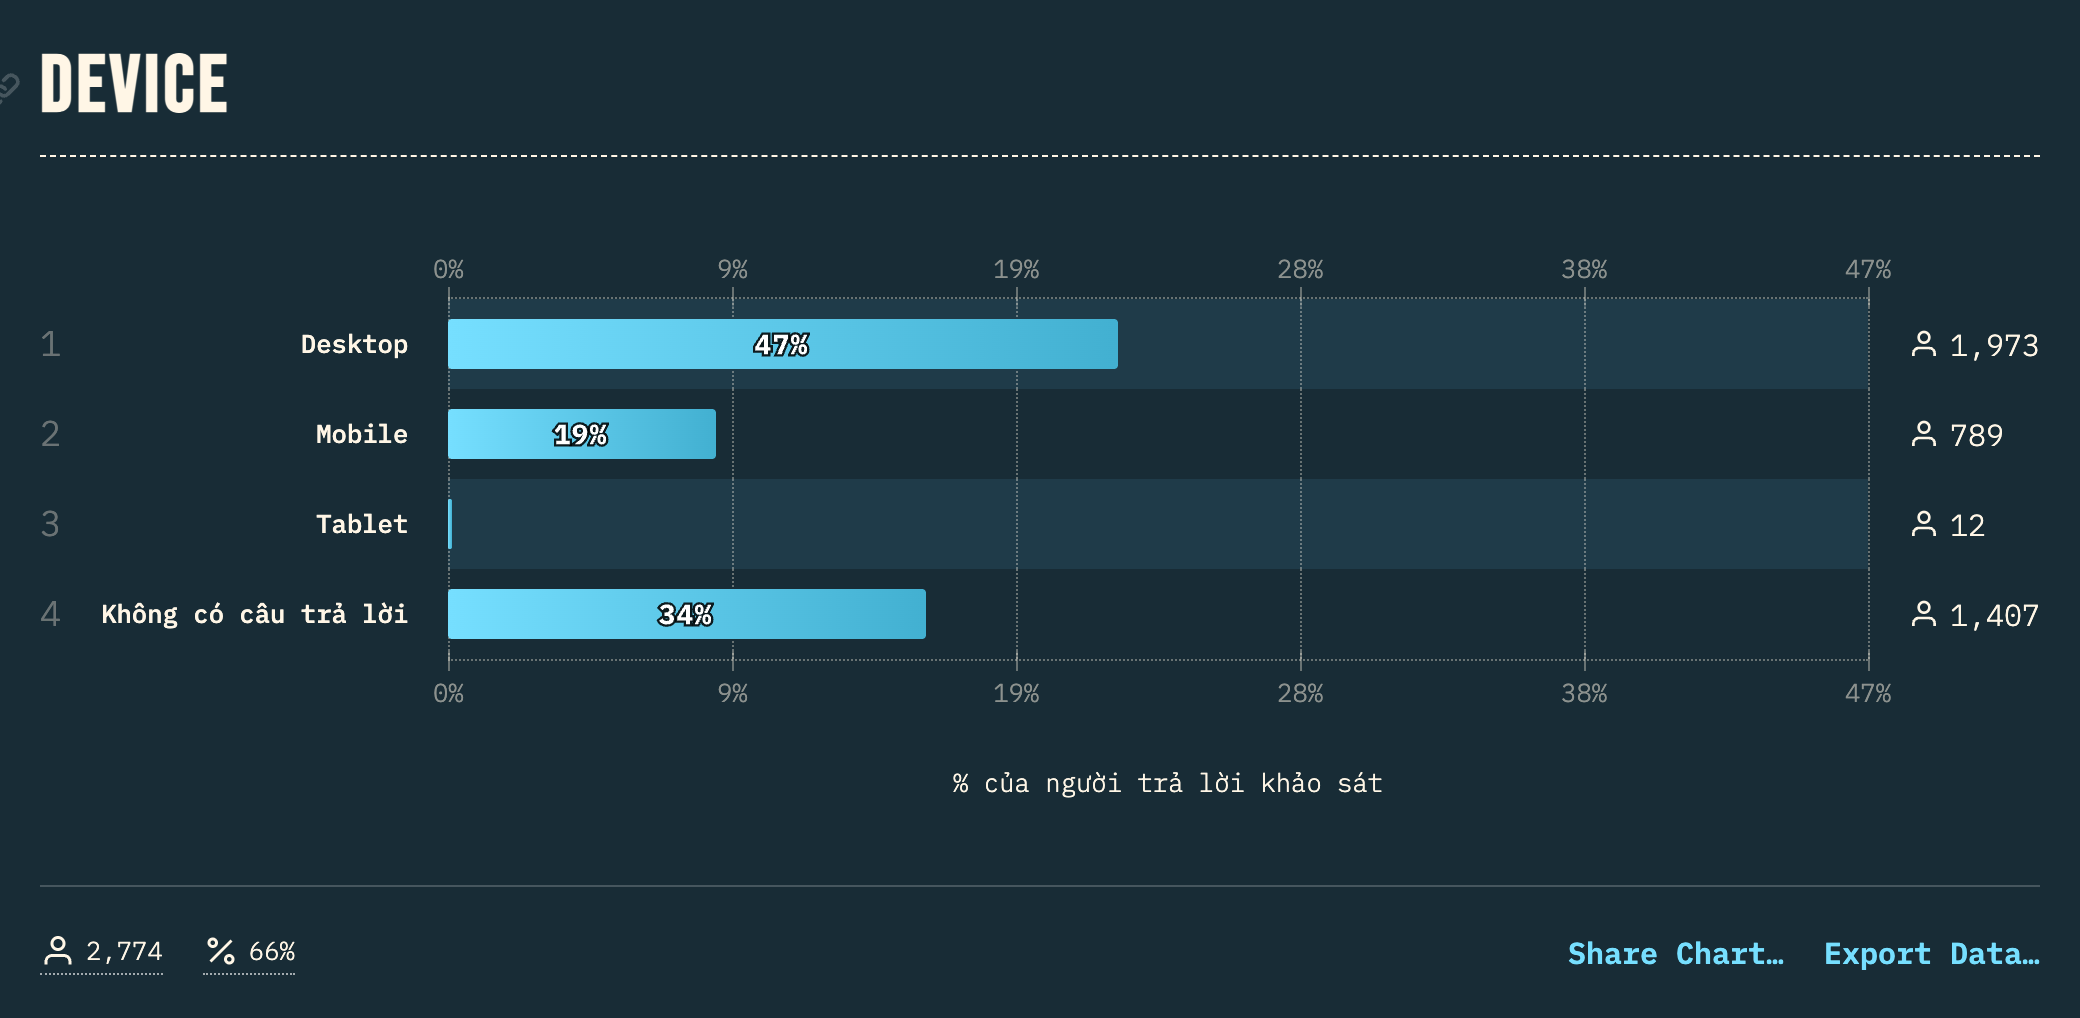 DEVICE
0% 9% 19% 28% 38% 47%
1 Desktop 47% 1,973
2 Mobile 19% 789
3 Tablet 12
4 Không có câu trả lời 34% 1,407
0% 9% 19% 28% 38% 47%
% của người trả lời khảo sát
2,774 66% Share Chart… Export Data…